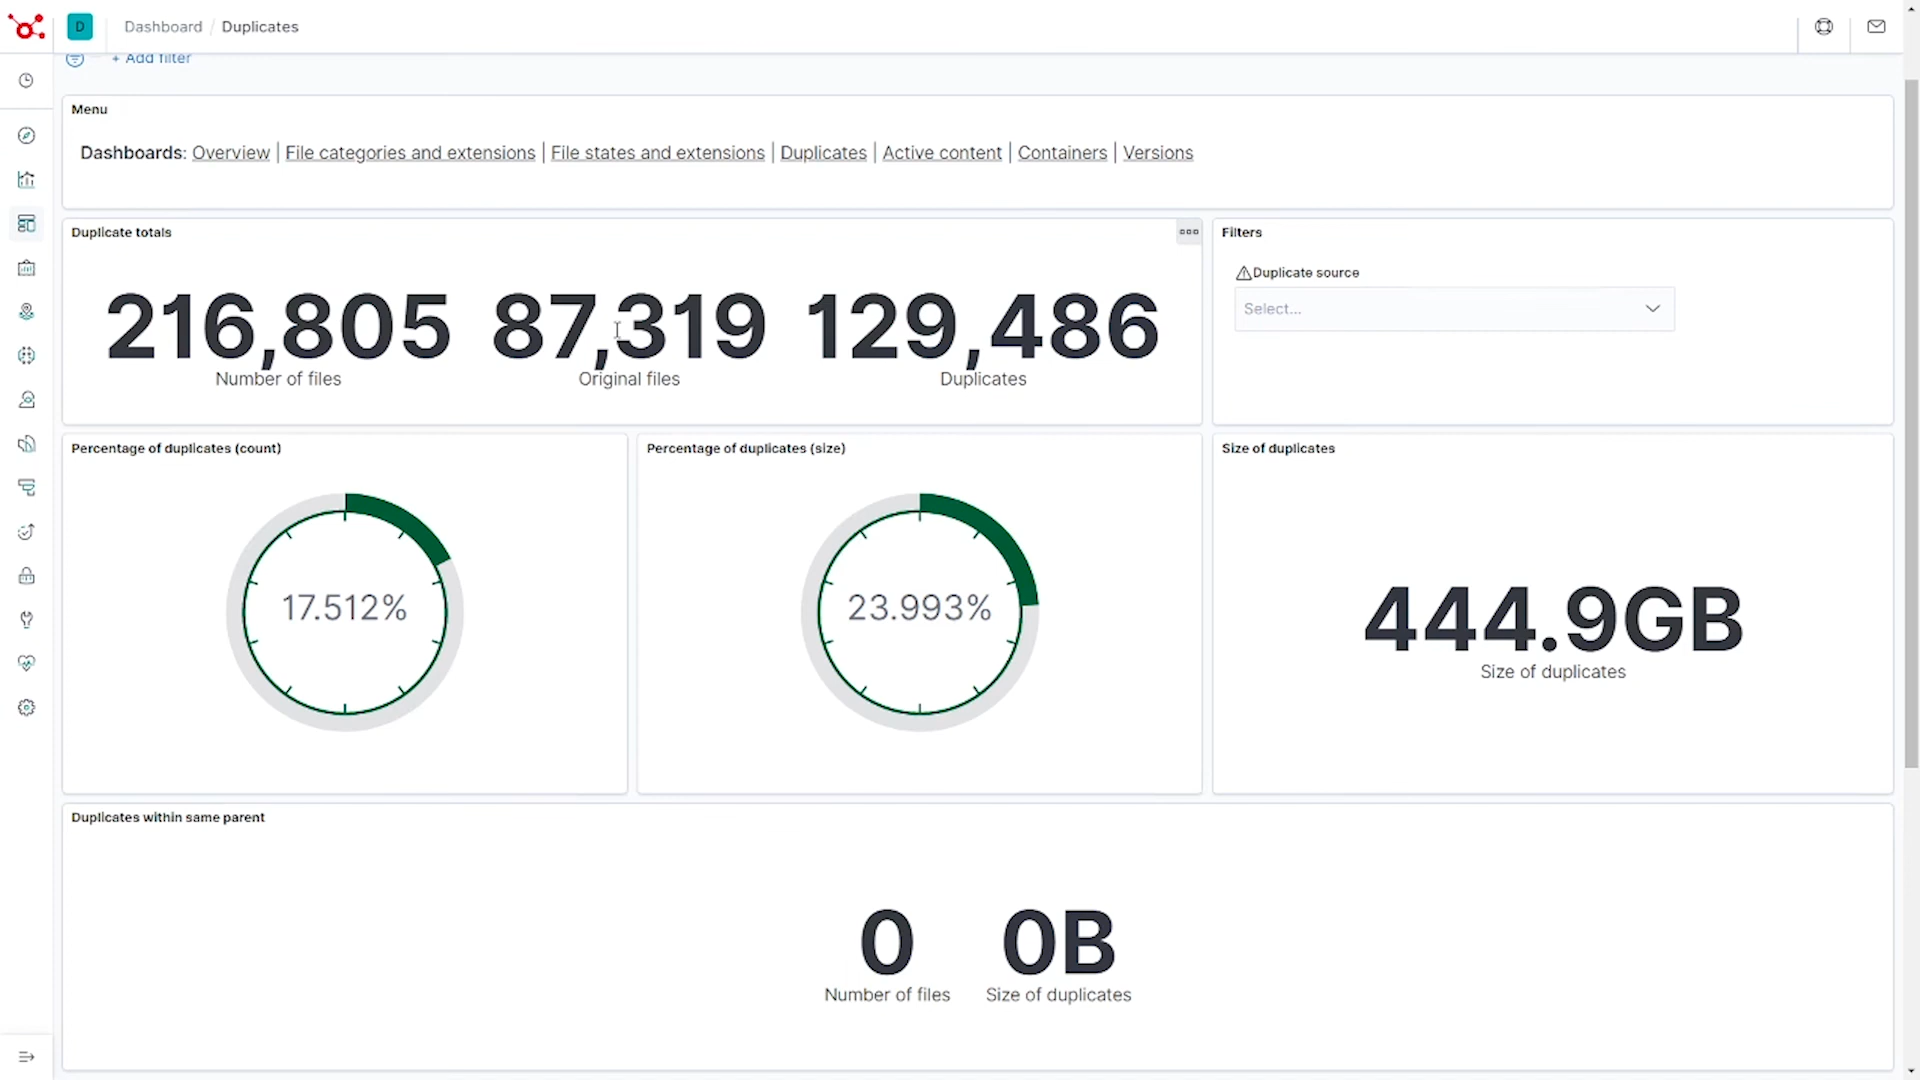 D Dashboard / Duplicates
+ Add filter
Menu
Dashboards: Overview | File categories and extensions | File states and extensions | Duplicates | Active content | Containers | Versions
Duplicate totals
Filters
216,805 87,319 129,486
Number of files Original files Duplicates
Duplicate source
Select...
Percentage of duplicates (count)
Percentage of duplicates (size)
Size of duplicates
17.512%
23.993%
444.9GB
Size of duplicates
Duplicates within same parent
0 0B
Number of files Size of duplicates